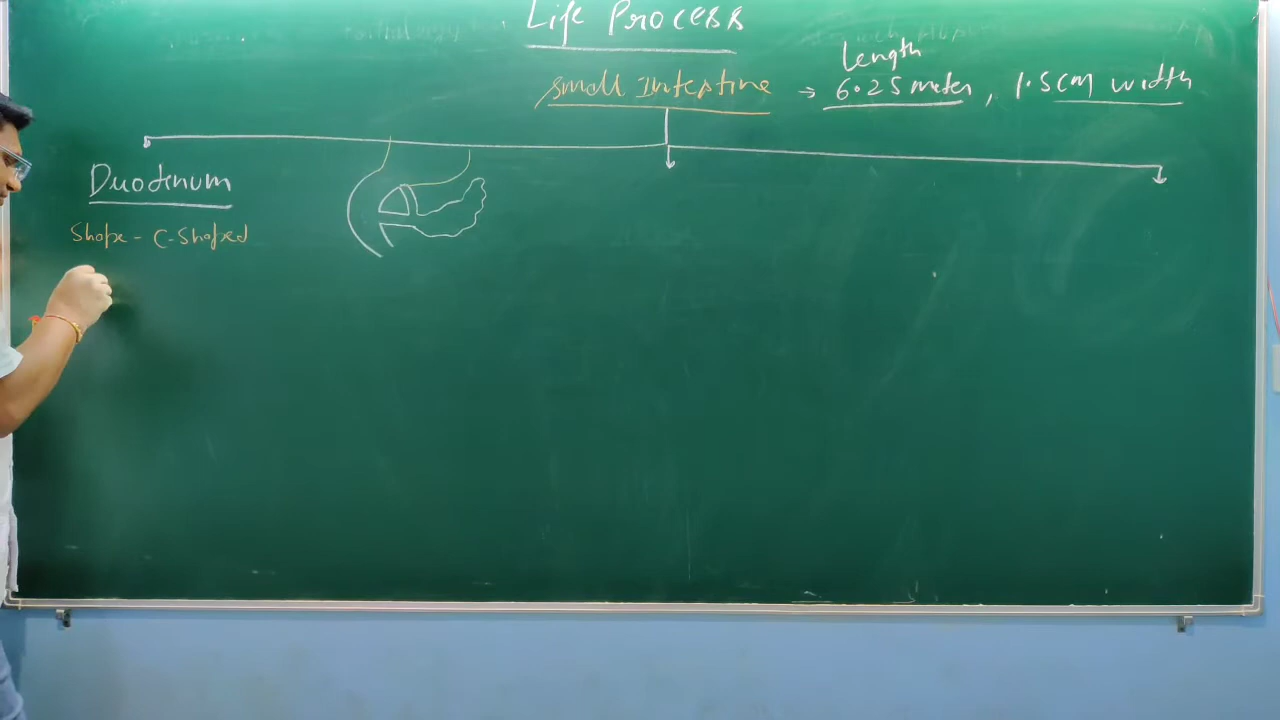 Life Process
Length
Small Intestine → 6.25 meter, 1.5 CM width
Duodenum
Shape - C-Shaped